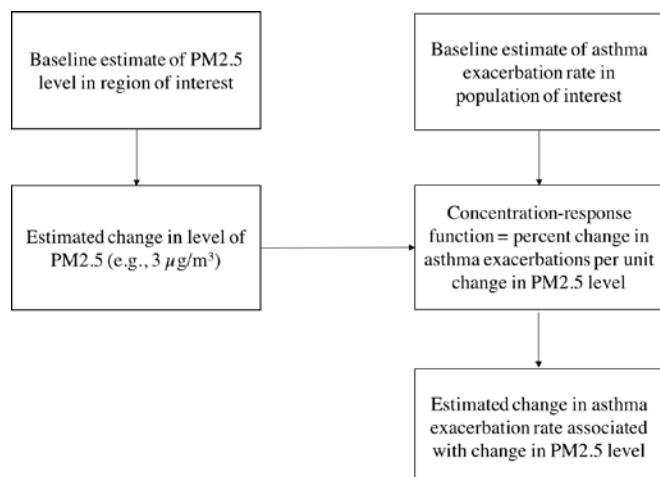 Baseline estimate of PM2.5
level in region of interest
Baseline estimate of asthma
exacerbation rate in
population of interest
Estimated change in level of
PM2.5 (e.g., 3 µg/m³)
Concentration-response
function = percent change in
asthma exacerbations per unit
change in PM2.5 level
Estimated change in asthma
exacerbation rate associated
with change in PM2.5 level